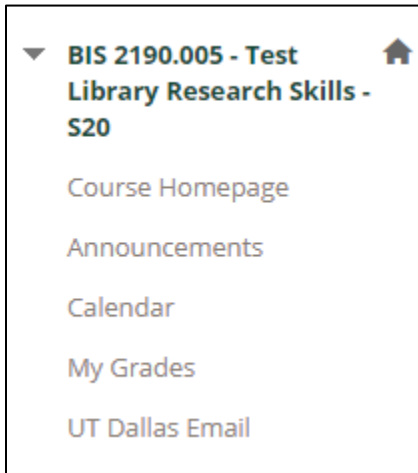 BIS 2190.005 - Test
Library Research Skills -
S20
Course Homepage
Announcements
Calendar
My Grades
UT Dallas Email